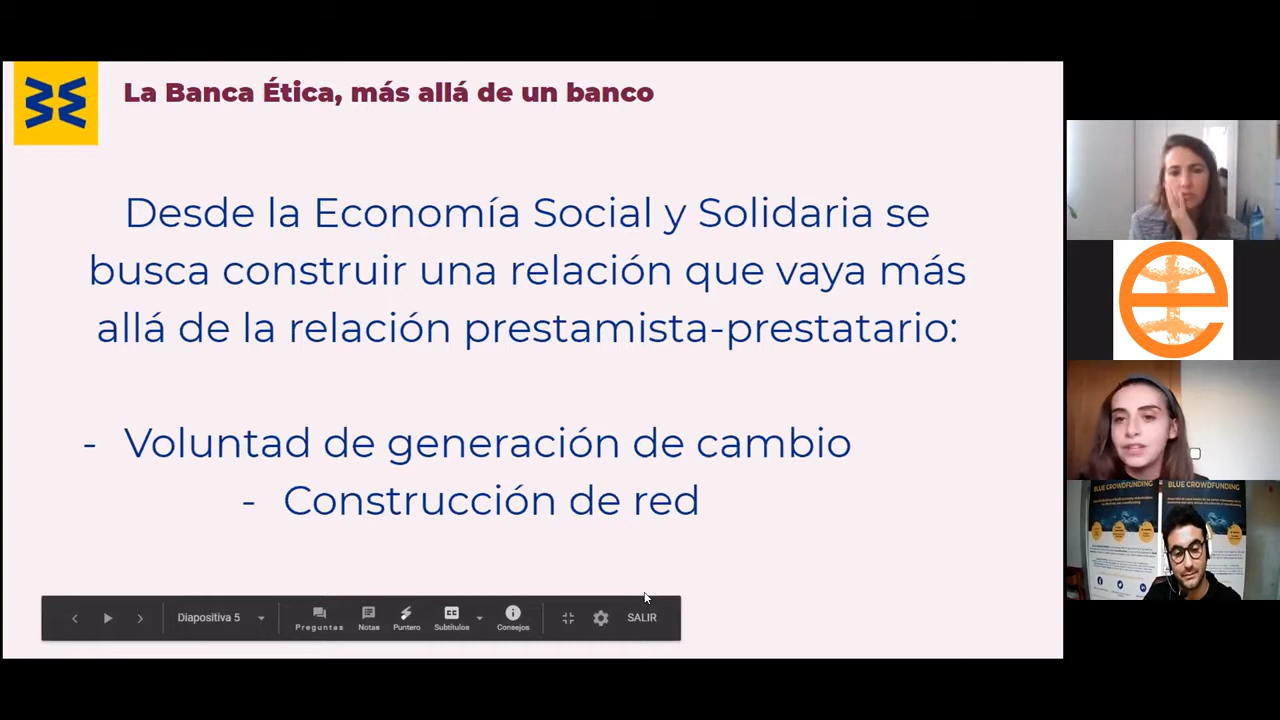 La Banca Ética, más allá de un banco
Desde la Economía Social y Solidaria se
busca construir una relación que vaya más
allá de la relación prestamista-prestatario:
- Voluntad de generación de cambio
- Construcción de red
Diapositiva 5
Preguntas
Notas
Puntero
Subtítulos
Consejos
SALIR
BLUE CROWDFUNDING
BLUE CROWDFUNDING